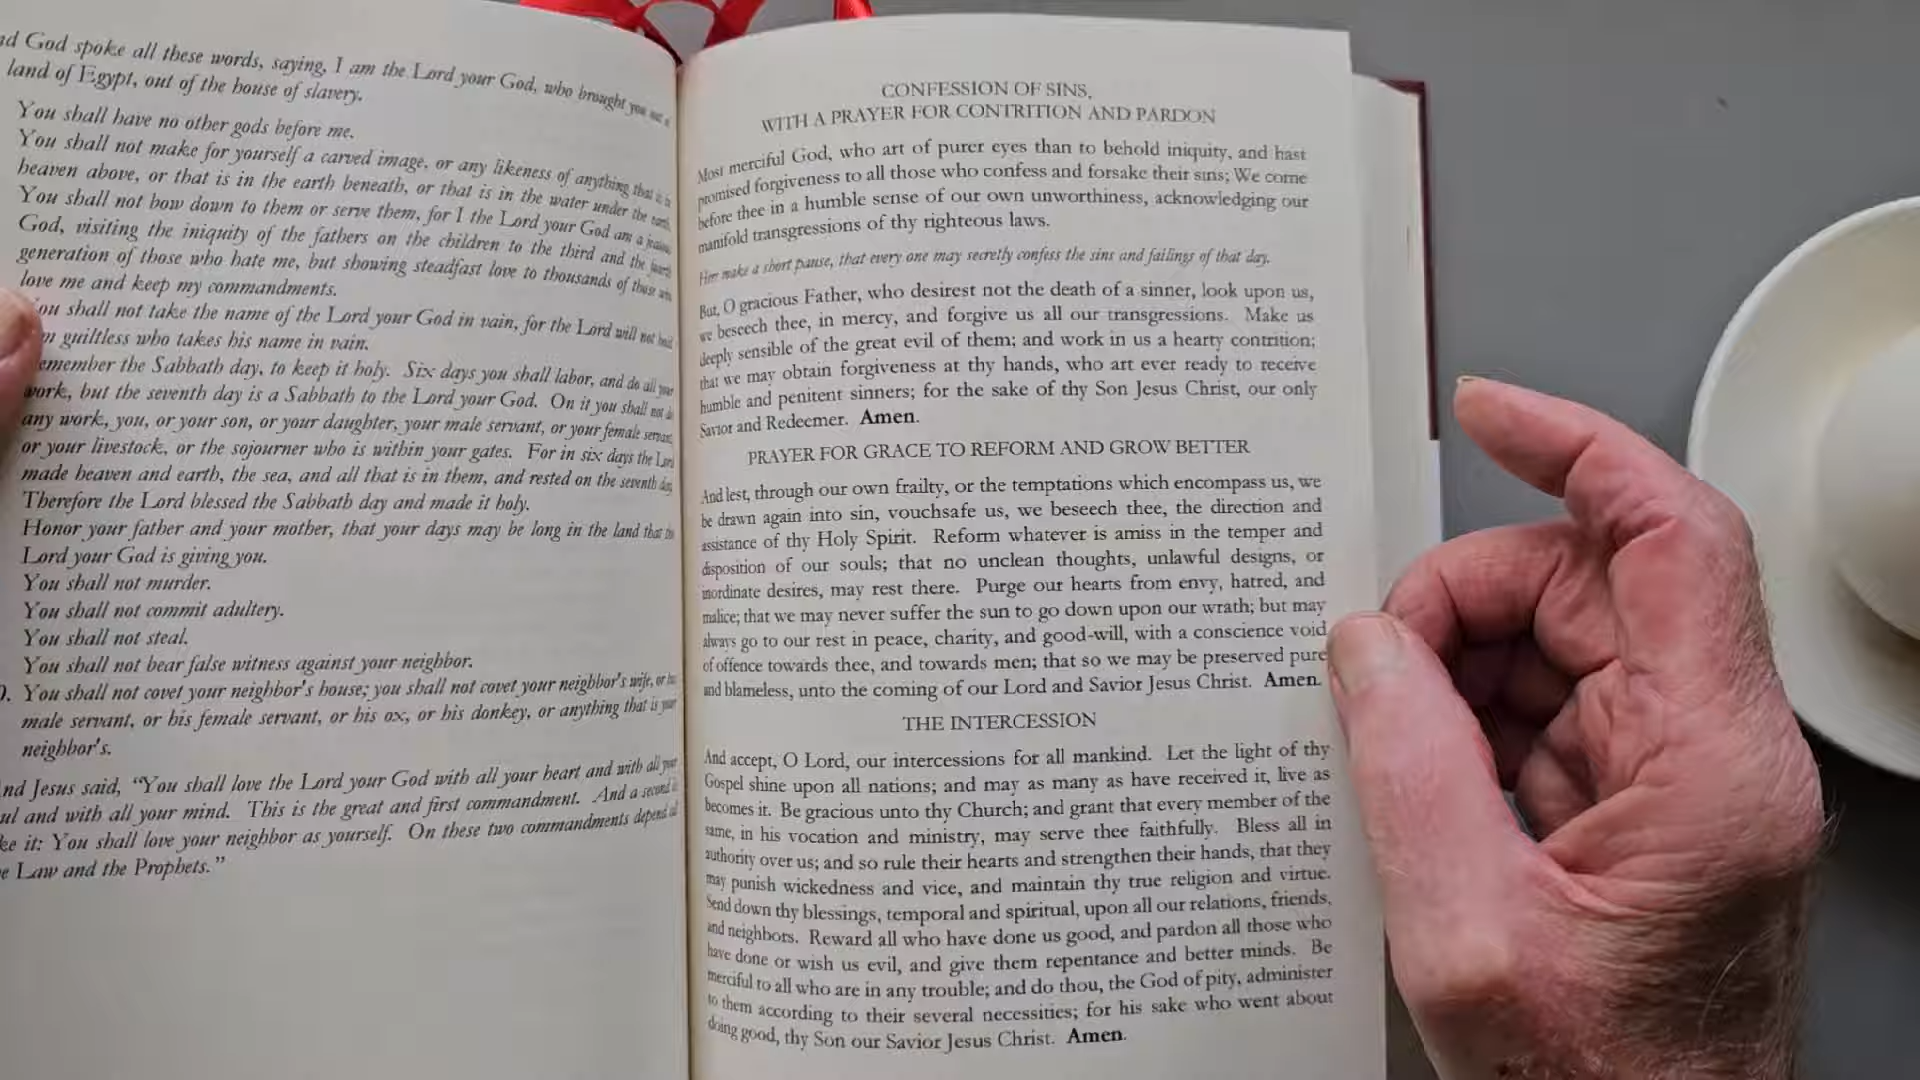 God spoke all these words, saying, I am the Lord your God, who brought you out
land of Egypt, out of the house of slavery.
You shall have no other gods before me.
You shall not make for yourself a carved image, or any likeness of anything that is in
heaven above, or that is in the earth beneath, or that is in the water under the earth.
You shall not bow down to them or serve them, for I the Lord your God am a jealous
God, visiting the iniquity of the fathers on the children to the third and the fourth
generation of those who hate me, but showing steadfast love to thousands of those who
love me and keep my commandments.
You shall not take the name of the Lord your God in vain, for the Lord will not hold
guiltless who takes his name in vain.
emember the Sabbath day, to keep it holy. Six days you shall labor, and do all your
work, but the seventh day is a Sabbath to the Lord your God. On it you shall not do
any work, you, or your son, or your daughter, your male servant, or your female servant,
or your livestock, or the sojourner who is within your gates. For in six days the Lord
made heaven and earth, the sea, and all that is in them, and rested on the seventh day.
Therefore the Lord blessed the Sabbath day and made it holy.
Honor your father and your mother, that your days may be long in the land that the
Lord your God is giving you.
You shall not murder.
You shall not commit adultery.
You shall not steal.
You shall not bear false witness against your neighbor.
0. You shall not covet your neighbor's house; you shall not covet your neighbor's wife, or his
male servant, or his female servant, or his ox, or his donkey, or anything that is your
neighbor's.
nd Jesus said, “You shall love the Lord your God with all your heart and with all your
ul and with all your mind. This is the great and first commandment. And a second is
ke it: You shall love your neighbor as yourself. On these two commandments depend all
e Law and the Prophets.”
CONFESSION OF SINS,
WITH A PRAYER FOR CONTRITION AND PARDON
Most merciful God, who art of purer eyes than to behold iniquity, and hast
promised forgiveness to all those who confess and forsake their sins; We come
before thee in a humble sense of our own unworthiness, acknowledging our
manifold transgressions of thy righteous laws.
Here make a short pause, that every one may secretly confess the sins and failings of that day.
But, O gracious Father, who desirest not the death of a sinner, look upon us,
we beseech thee, in mercy, and forgive us all our transgressions. Make us
deeply sensible of the great evil of them; and work in us a hearty contrition;
that we may obtain forgiveness at thy hands, who art ever ready to receive
humble and penitent sinners; for the sake of thy Son Jesus Christ, our only
Savior and Redeemer. Amen.
PRAYER FOR GRACE TO REFORM AND GROW BETTER
And lest, through our own frailty, or the temptations which encompass us, we
be drawn again into sin, vouchsafe us, we beseech thee, the direction and
assistance of thy Holy Spirit. Reform whatever is amiss in the temper and
disposition of our souls; that no unclean thoughts, unlawful designs, or
inordinate desires, may rest there. Purge our hearts from envy, hatred, and
malice; that we may never suffer the sun to go down upon our wrath; but may
always go to our rest in peace, charity, and good-will, with a conscience void
of offence towards thee, and towards men; that so we may be preserved pure
and blameless, unto the coming of our Lord and Savior Jesus Christ. Amen.
THE INTERCESSION
And accept, O Lord, our intercessions for all mankind. Let the light of thy
Gospel shine upon all nations; and may as many as have received it, live as
becomes it. Be gracious unto thy Church; and grant that every member of the
same, in his vocation and ministry, may serve thee faithfully. Bless all in
authority over us; and so rule their hearts and strengthen their hands, that they
may punish wickedness and vice, and maintain thy true religion and virtue.
Send down thy blessings, temporal and spiritual, upon all our relations, friends,
and neighbors. Reward all who have done us good, and pardon all those who
have done or wish us evil, and give them repentance and better minds. Be
merciful to all who are in any trouble; and do thou, the God of pity, administer
to them according to their several necessities; for his sake who went about
doing good, thy Son our Savior Jesus Christ. Amen.